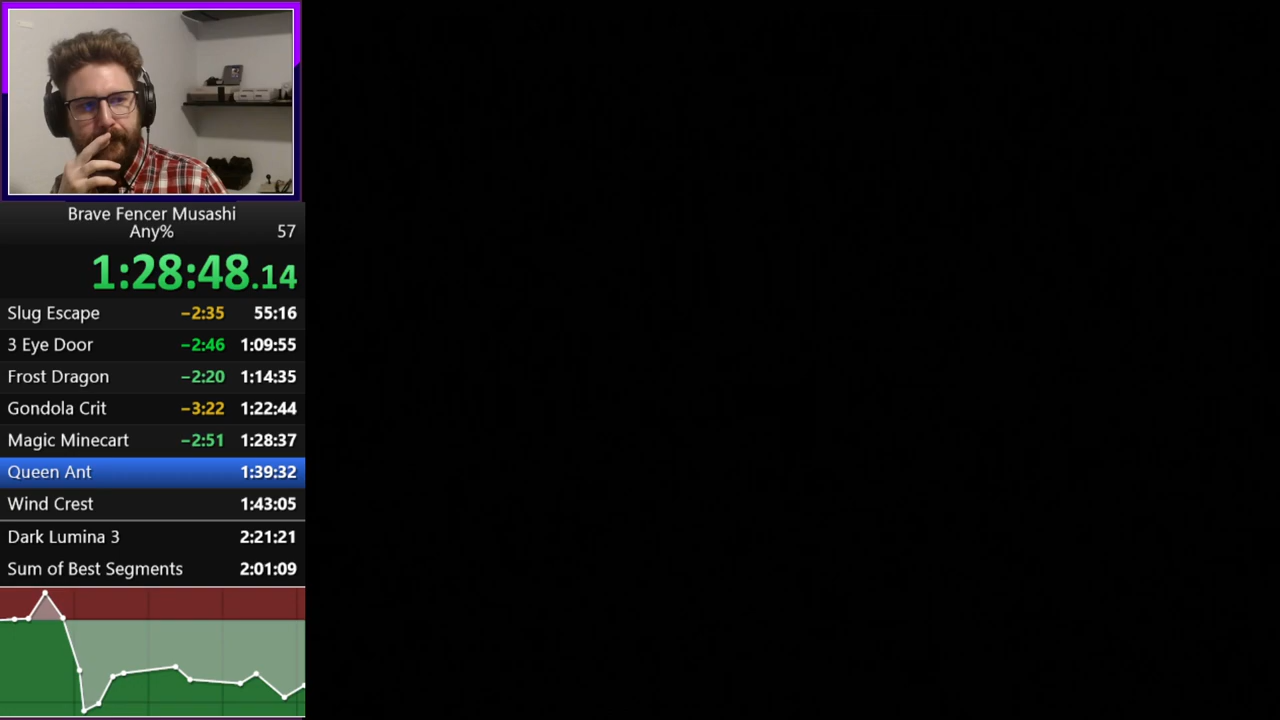 Brave Fencer Musashi
Any% 57
1:28:48.14
Slug Escape −2:35 55:16
3 Eye Door −2:46 1:09:55
Frost Dragon −2:20 1:14:35
Gondola Crit −3:22 1:22:44
Magic Minecart −2:51 1:28:37
Queen Ant 1:39:32
Wind Crest 1:43:05
Dark Lumina 3 2:21:21
Sum of Best Segments 2:01:09